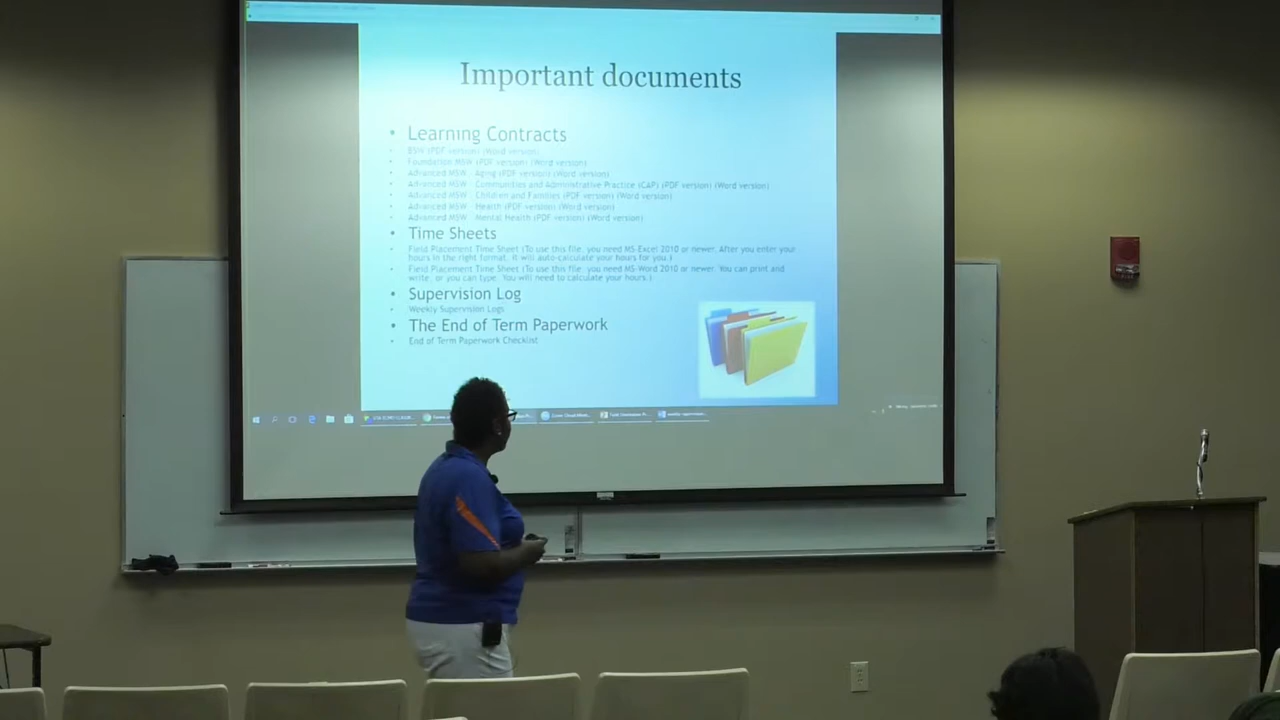 Important documents
• Learning Contracts
• BSW (PDF version) (Word version)
• Foundation MSW (PDF version) (Word version)
• Advanced MSW - Aging (PDF version) (Word version)
• Advanced MSW - Communities and Administrative Practice (CAP) (PDF version) (Word version)
• Advanced MSW - Children and Families (PDF version) (Word version)
• Advanced MSW - Health (PDF version) (Word version)
• Advanced MSW - Mental Health (PDF version) (Word version)
• Time Sheets
• Field Placement Time Sheet (To use this file, you need MS-Excel 2010 or newer. After you enter your
hours in the right format, it will auto-calculate your hours for you.)
• Field Placement Time Sheet (To use this file, you need MS-Word 2010 or newer. You can print and
write, or you can type. You will need to calculate your hours.)
• Supervision Log
• Weekly Supervision Logs
• The End of Term Paperwork
• End of Term Paperwork Checklist